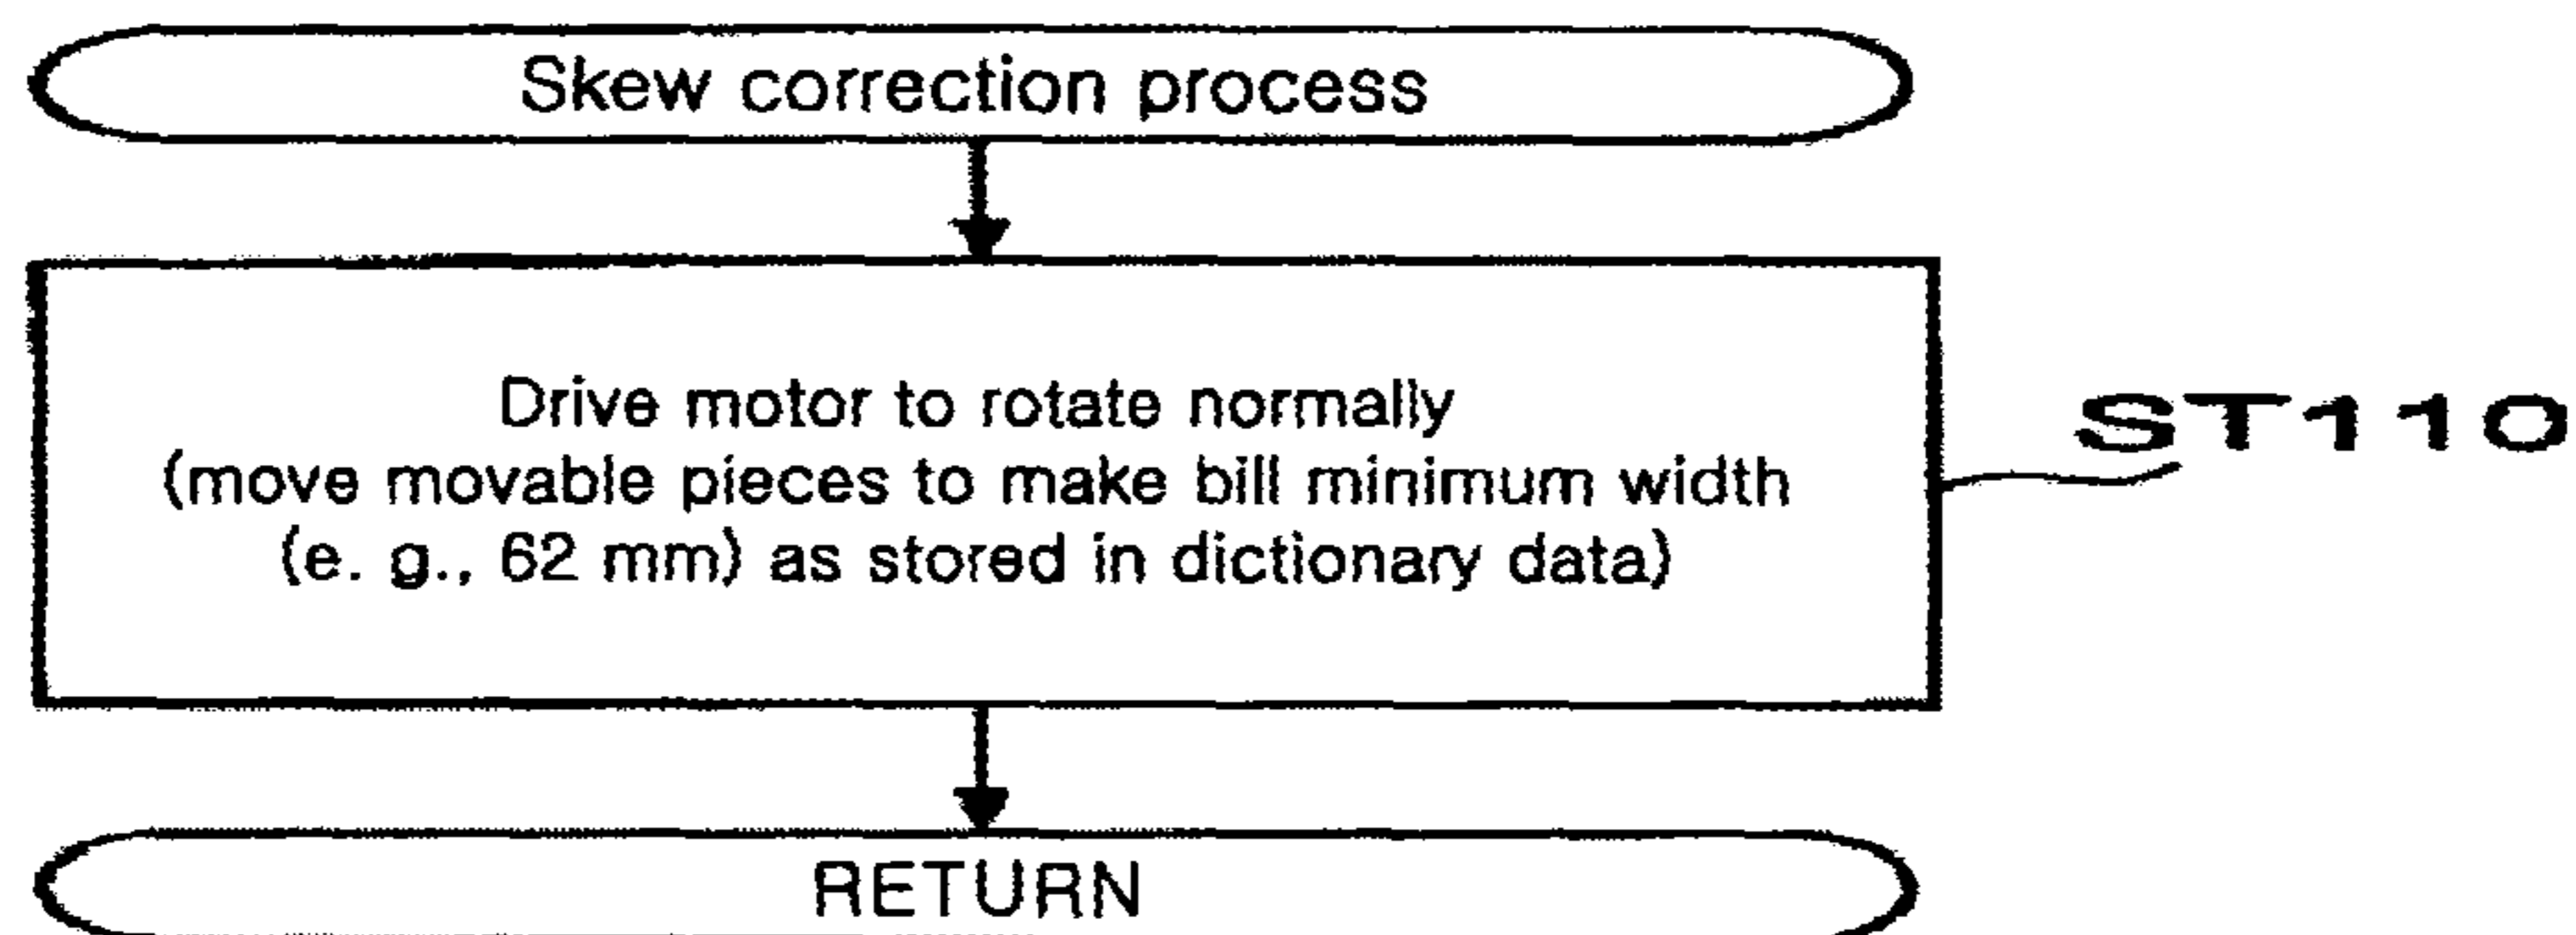 Skew correction process
Drive motor to rotate normally
(move movable pieces to make bill minimum width
(e. g., 62 mm) as stored in dictionary data)
ST110
RETURN